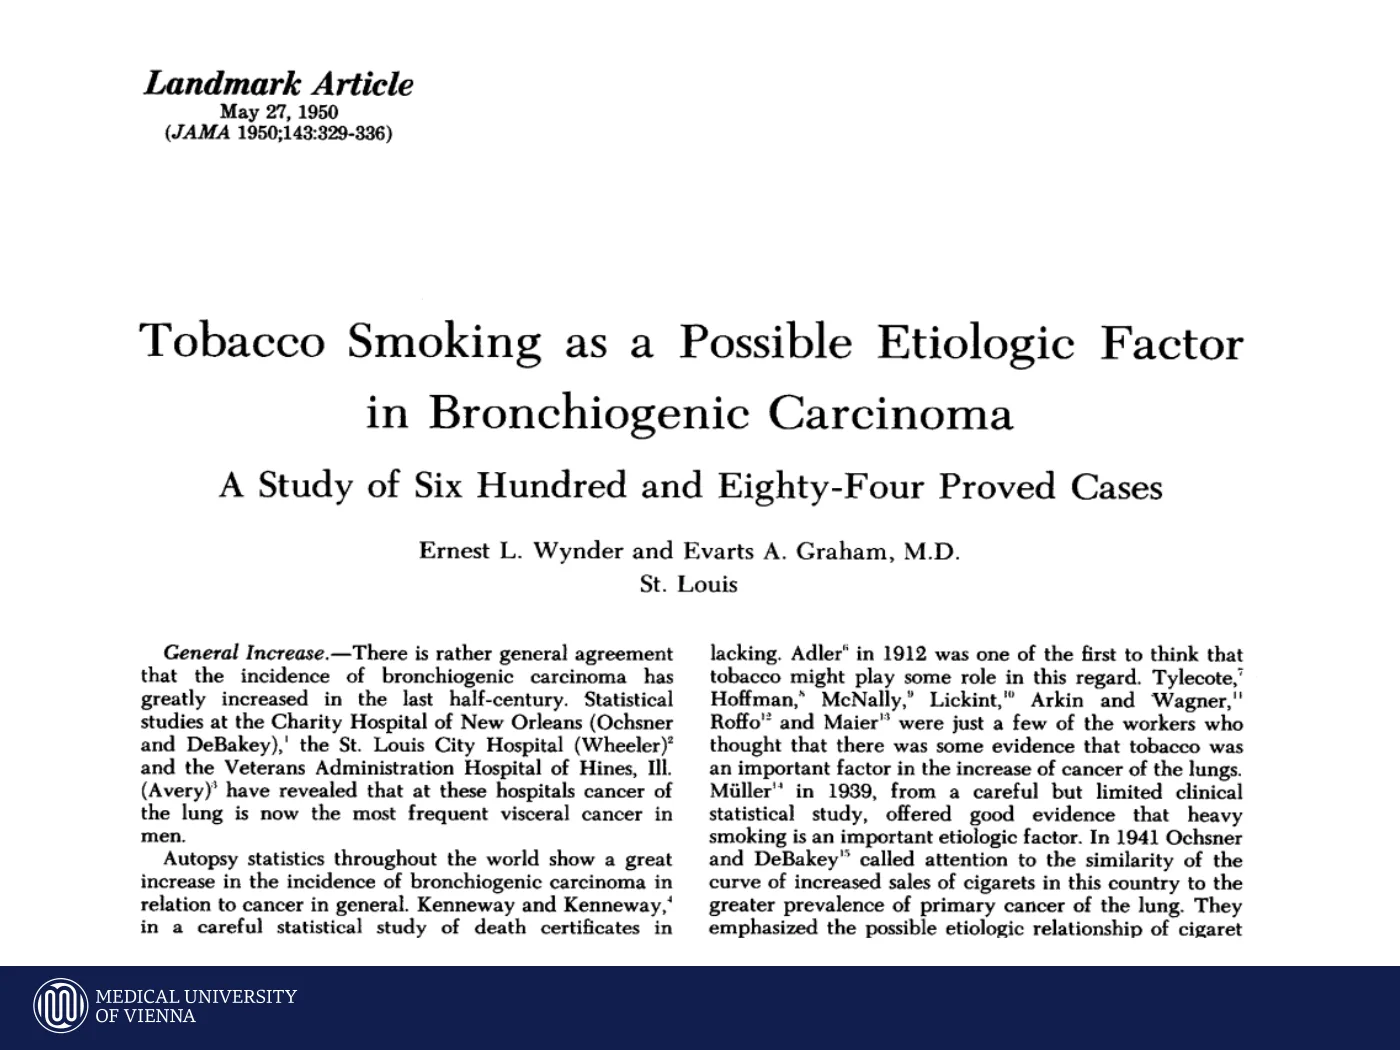 Landmark Article
May 27, 1950
(JAMA 1950;143:329-336)
Tobacco Smoking as a Possible Etiologic Factor
in Bronchiogenic Carcinoma
A Study of Six Hundred and Eighty-Four Proved Cases
Ernest L. Wynder and Evarts A. Graham, M.D.
St. Louis
General Increase.—There is rather general agreement
that the incidence of bronchiogenic carcinoma has
greatly increased in the last half-century. Statistical
studies at the Charity Hospital of New Orleans (Ochsner
and DeBakey),¹ the St. Louis City Hospital (Wheeler)²
and the Veterans Administration Hospital of Hines, Ill.
(Avery)³ have revealed that at these hospitals cancer of
the lung is now the most frequent visceral cancer in
men.
Autopsy statistics throughout the world show a great
increase in the incidence of bronchiogenic carcinoma in
relation to cancer in general. Kenneway and Kenneway,⁴
in a careful statistical study of death certificates in
lacking. Adler⁶ in 1912 was one of the first to think that
tobacco might play some role in this regard. Tylecote,⁷
Hoffman,⁸ McNally,⁹ Lickint,¹⁰ Arkin and Wagner,¹¹
Roffo¹² and Maier¹³ were just a few of the workers who
thought that there was some evidence that tobacco was
an important factor in the increase of cancer of the lungs.
Müller¹⁴ in 1939, from a careful but limited clinical
statistical study, offered good evidence that heavy
smoking is an important etiologic factor. In 1941 Ochsner
and DeBakey¹⁵ called attention to the similarity of the
curve of increased sales of cigarets in this country to the
greater prevalence of primary cancer of the lung. They
emphasized the possible etiologic relationship of cigaret
MEDICAL UNIVERSITY
OF VIENNA